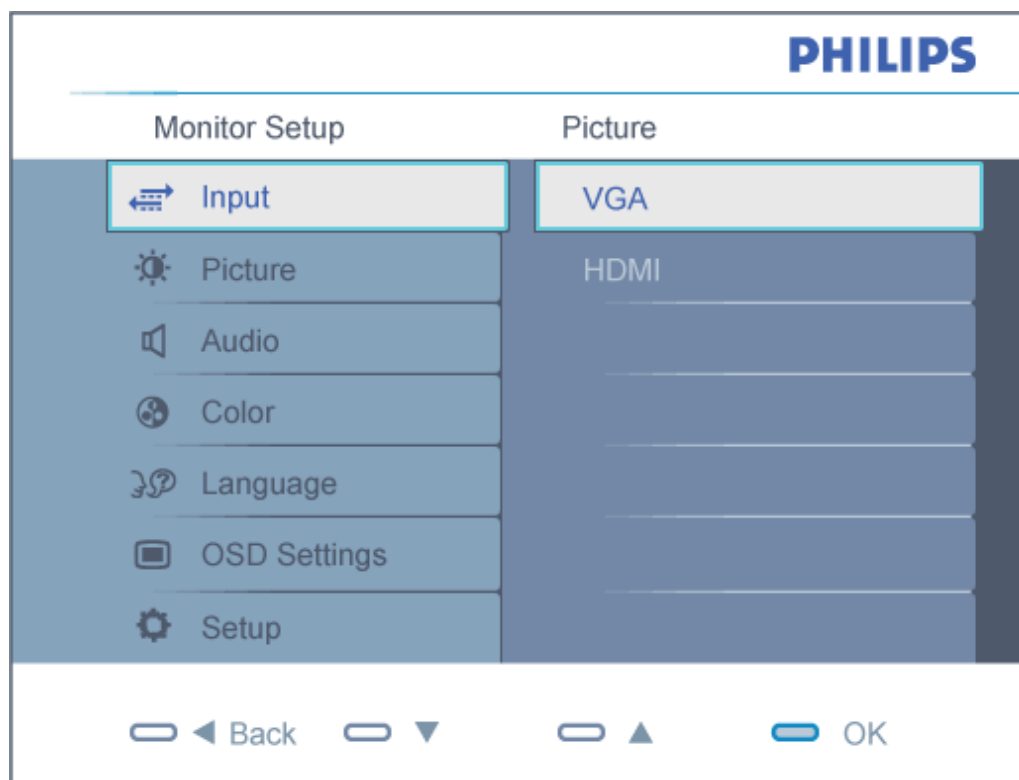 PHILIPS
Monitor Setup Picture
Input VGA
Picture HDMI
Audio
Color
Language
OSD Settings
Setup
Back OK